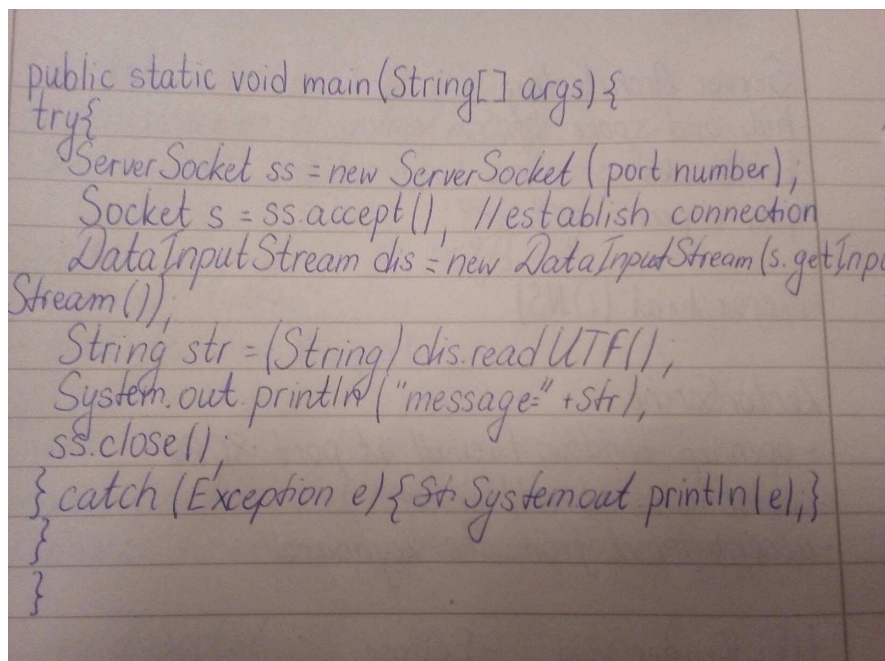 public static void main(String[] args){
try{
ServerSocket ss = new ServerSocket (port number);
Socket s = ss.accept(); //establish connection
DataInputStream dis = new DataInputStream(s.getInpu
Stream());
String str = (String) dis.readUTF();
System.out.println("message=" +str);
ss.close();
} catch (Exception e){ System.out println(e);}
}
}